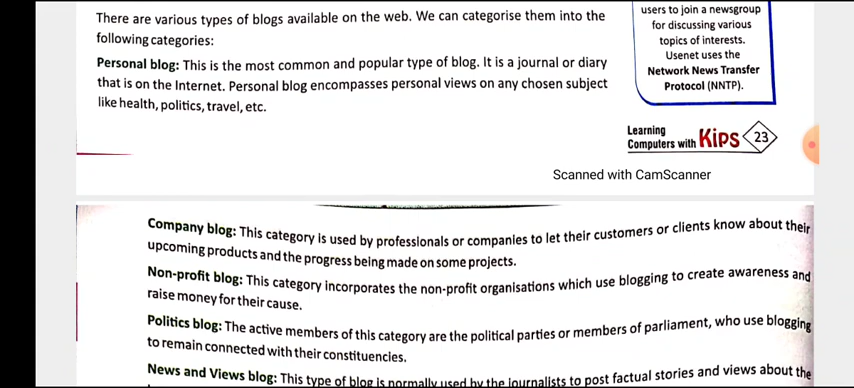 There are various types of blogs available on the web. We can categorise them into the
following categories:
Personal blog: This is the most common and popular type of blog. It is a journal or diary
that is on the Internet. Personal blog encompasses personal views on any chosen subject
like health, politics, travel, etc.
users to join a newsgroup
for discussing various
topics of interests.
Usenet uses the
Network News Transfer
Protocol (NNTP).
Learning
Computers with Kips 23
Scanned with CamScanner
Company blog: This category is used by professionals or companies to let their customers or clients know about their
upcoming products and the progress being made on some projects.
Non-profit blog: This category incorporates the non-profit organisations which use blogging to create awareness and
raise money for their cause.
Politics blog: The active members of this category are the political parties or members of parliament, who use blogging
to remain connected with their constituencies.
News and Views blog: This type of blog is normally used by the journalists to post factual stories and views about the